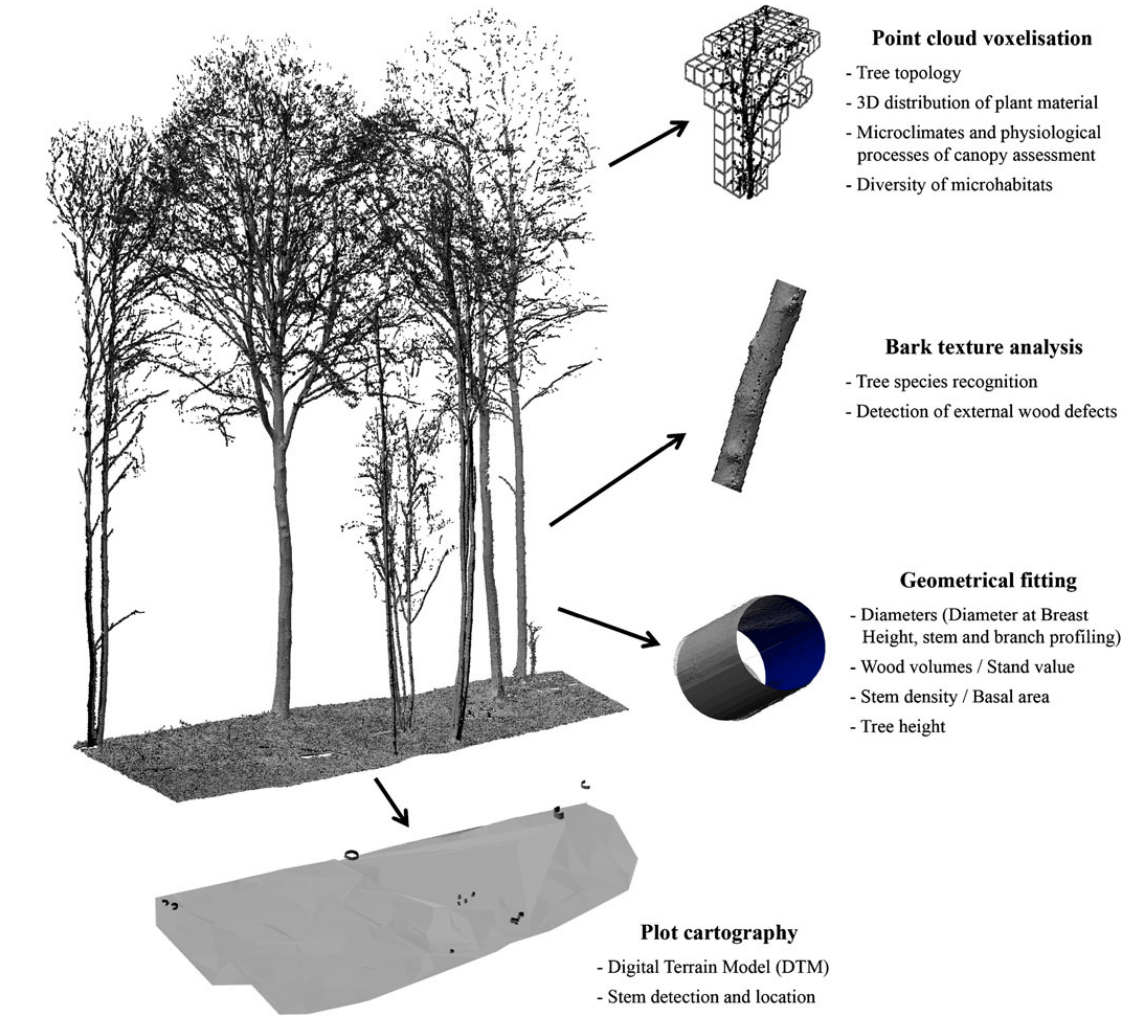 Point cloud voxelisation
- Tree topology
- 3D distribution of plant material
- Microclimates and physiological
processes of canopy assessment
- Diversity of microhabitats
Bark texture analysis
- Tree species recognition
- Detection of external wood defects
Geometrical fitting
- Diameters (Diameter at Breast
Height, stem and branch profiling)
- Wood volumes / Stand value
- Stem density / Basal area
- Tree height
Plot cartography
- Digital Terrain Model (DTM)
- Stem detection and location